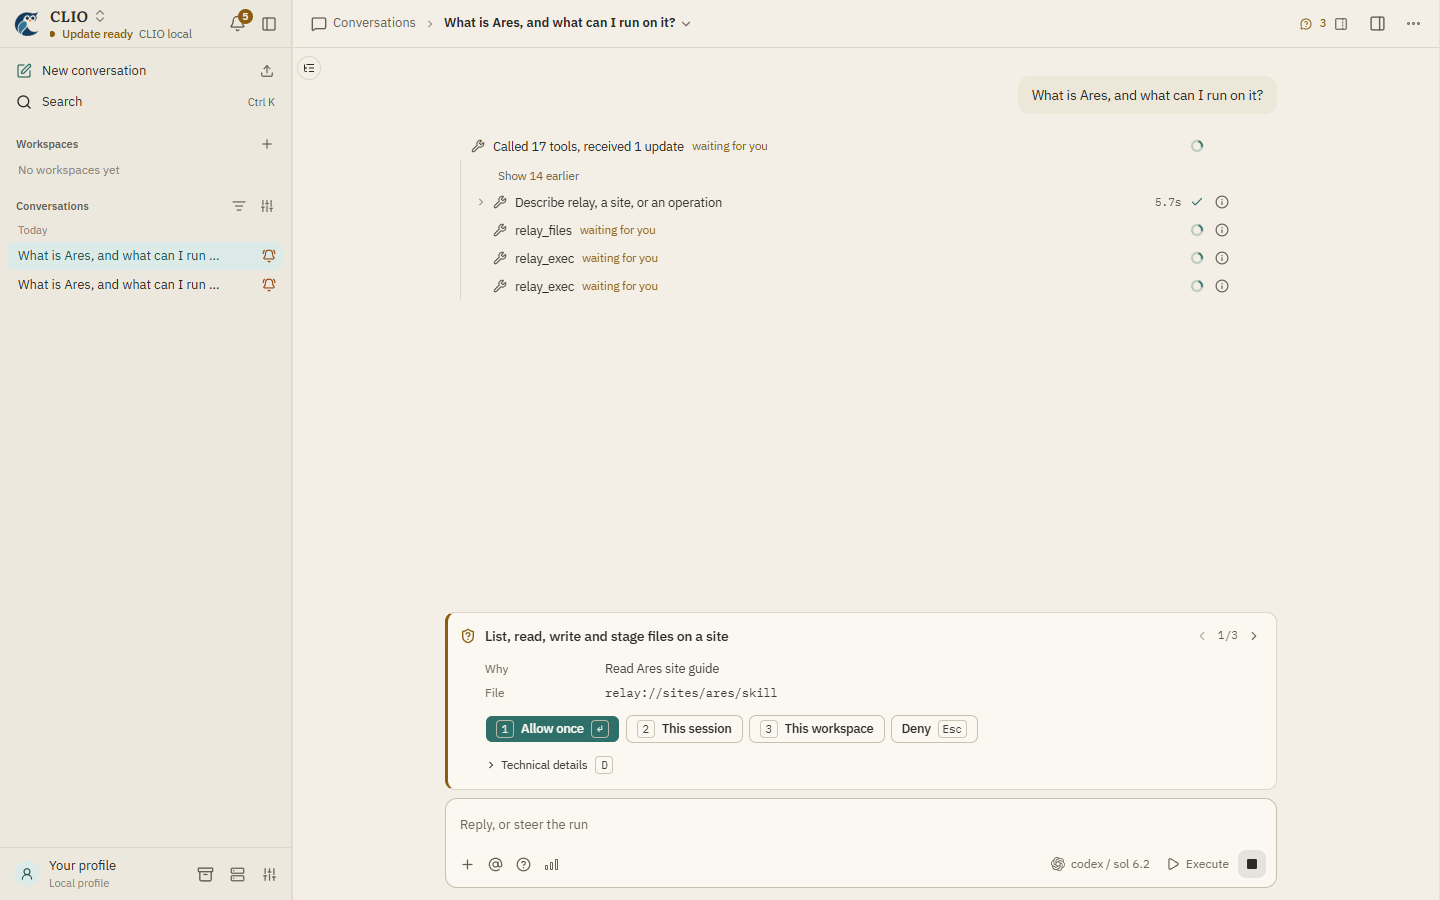 CLIO
5
Update ready CLIO local
New conversation
Search Ctrl K
Workspaces
No workspaces yet
Conversations
Today
What is Ares, and what can I run ...
What is Ares, and what can I run ...
Your profile
Local profile
Conversations What is Ares, and what can I run on it?
3
What is Ares, and what can I run on it?
Called 17 tools, received 1 update waiting for you
Show 14 earlier
Describe relay, a site, or an operation 5.7s
relay_files waiting for you
relay_exec waiting for you
relay_exec waiting for you
List, read, write and stage files on a site 1/3
Why Read Ares site guide
File relay://sites/ares/skill
1 Allow once ↵ 2 This session 3 This workspace Deny Esc
Technical details D
Reply, or steer the run
codex / sol 6.2 Execute